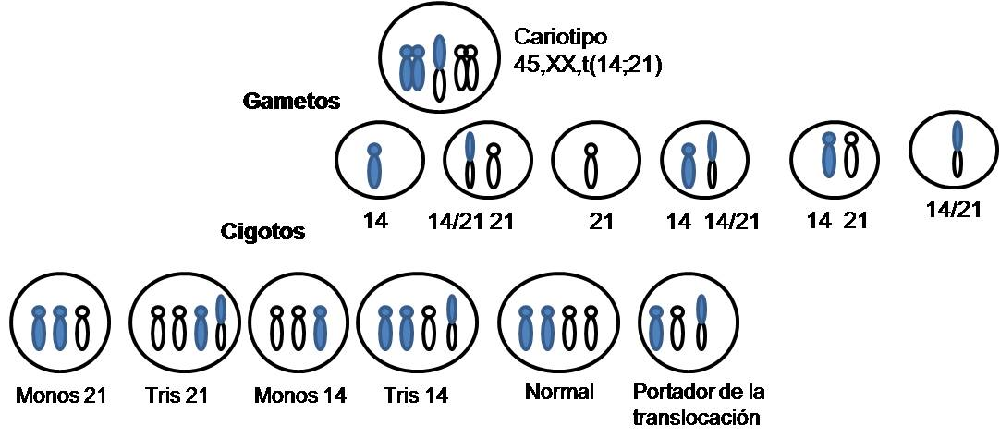 Cariotipo
45,XX,t(14;21)
Gametos
14
14/21 21
21
14 14/21
14 21
14/21
Cigotos
Monos 21
Tris 21
Monos 14
Tris 14
Normal
Portador de la
translocación